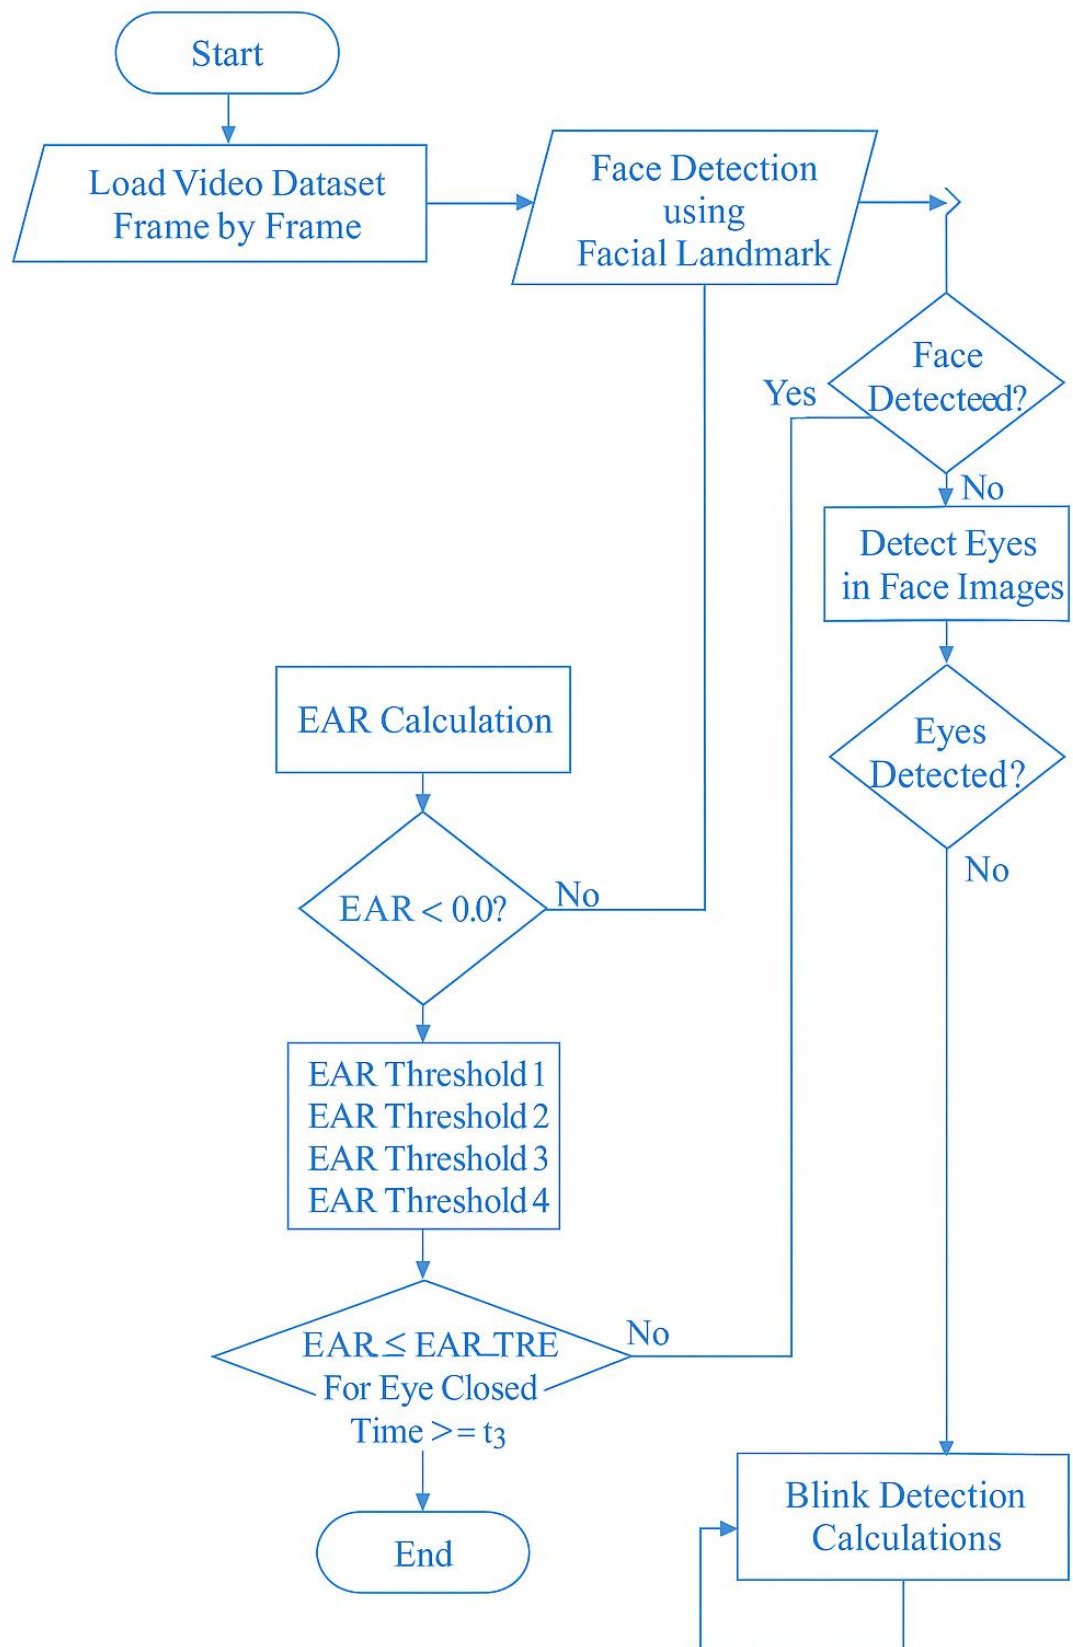 Start
Load Video Dataset
Frame by Frame
Face Detection
using
Facial Landmark
Face
Detecteed?
Yes
No
Detect Eyes
in Face Images
Eyes
Detected?
No
EAR Calculation
EAR < 0.0?
No
EAR Threshold 1
EAR Threshold 2
EAR Threshold 3
EAR Threshold 4
EAR ≤ EAR_TRE
For Eye Closed
Time >= t3
No
End
Blink Detection
Calculations